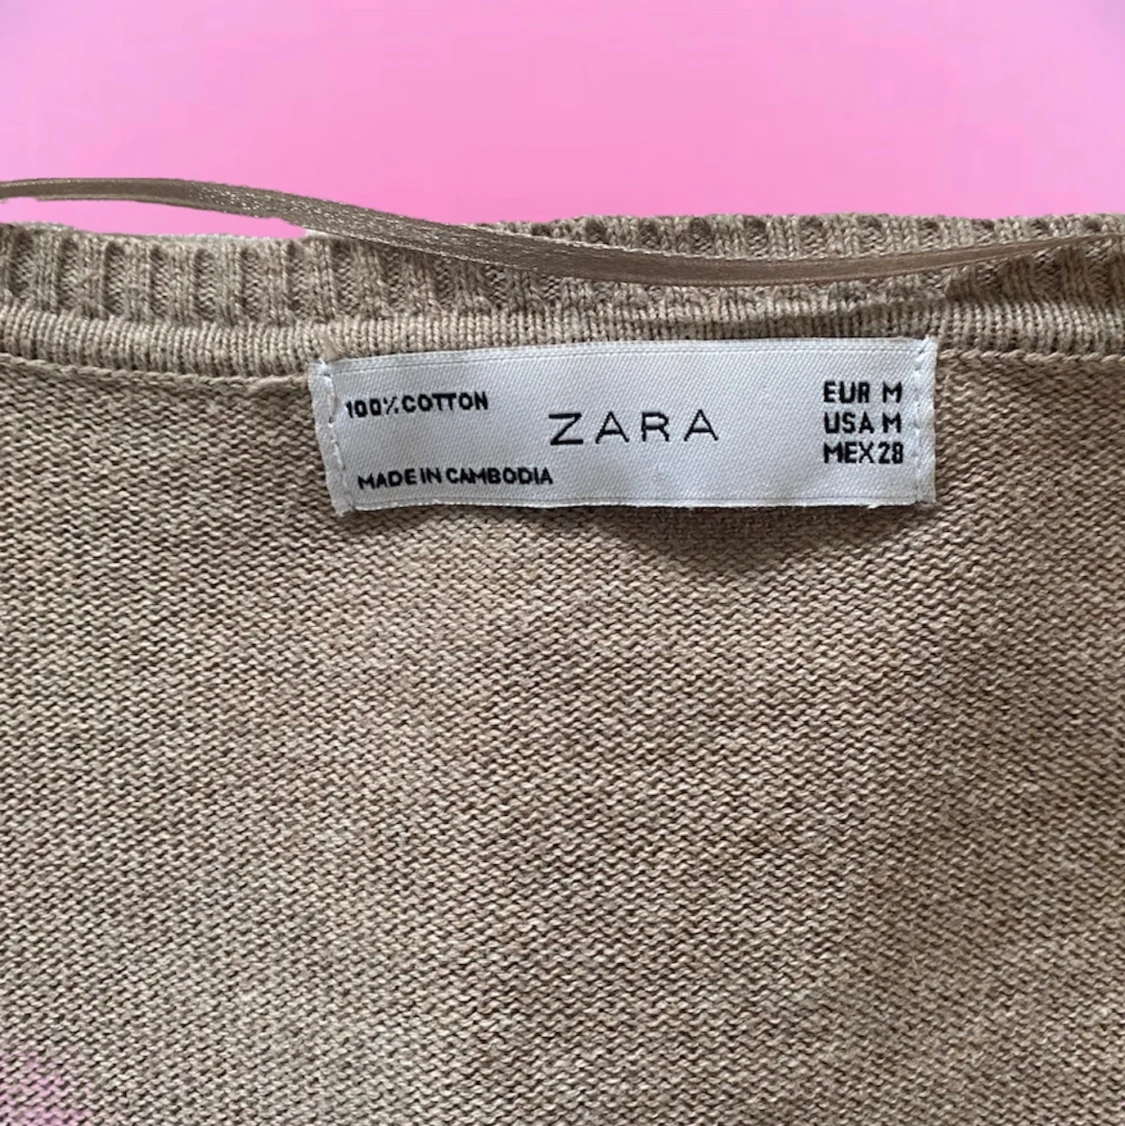 100% COTTON
ZARA
MADE IN CAMBODIA
EUR M
USA M
MEX 28